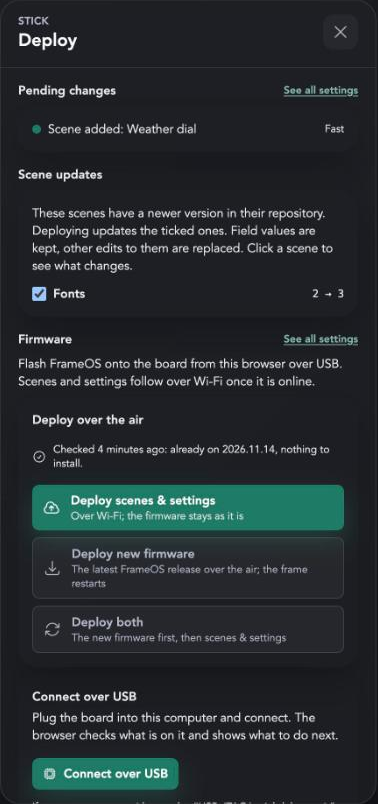 STICK
Deploy
Pending changes See all settings
Scene added: Weather dial Fast
Scene updates
These scenes have a newer version in their repository.
Deploying updates the ticked ones. Field values are
kept, other edits to them are replaced. Click a scene to
see what changes.
Fonts 2 → 3
Firmware See all settings
Flash FrameOS onto the board from this browser over USB.
Scenes and settings follow over Wi-Fi once it is online.
Deploy over the air
Checked 4 minutes ago: already on 2026.11.14, nothing to
install.
Deploy scenes & settings
Over Wi-Fi; the firmware stays as it is
Deploy new firmware
The latest FrameOS release over the air; the frame
restarts
Deploy both
The new firmware first, then scenes & settings
Connect over USB
Plug the board into this computer and connect. The
browser checks what is on it and shows what to do next.
Connect over USB